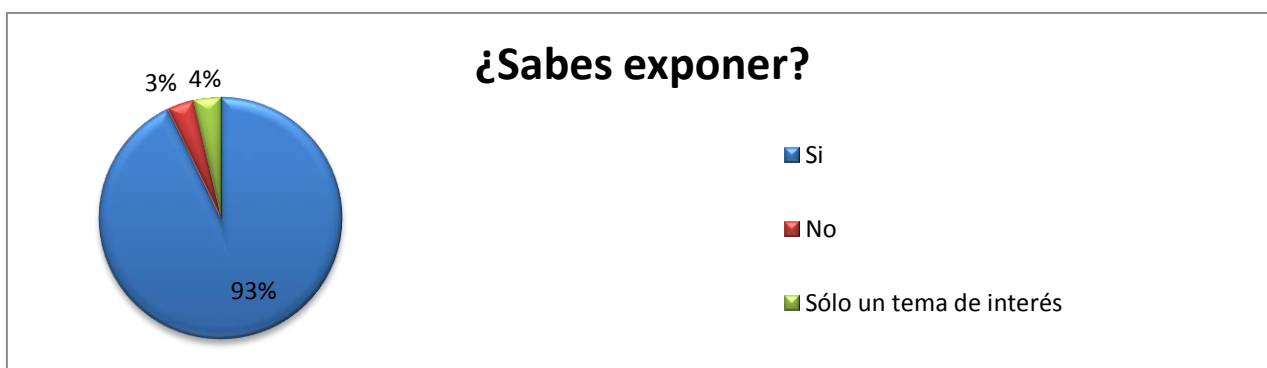 ¿Sabes exponer?
3%
4%
93%
Si
No
Sólo un tema de interés